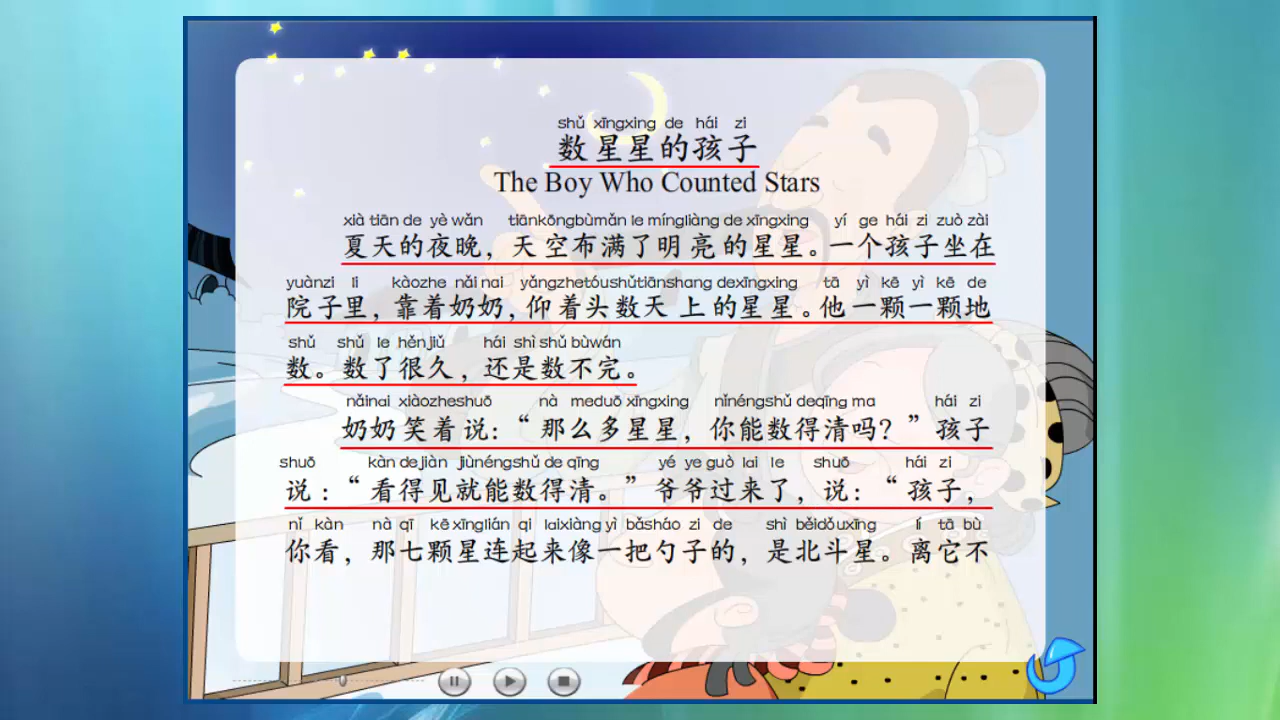 shǔ xīngxing de hái zi
数星星的孩子
The Boy Who Counted Stars
xià tiān de yè wǎn tiānkōngbùmǎn le míngliàng de xīngxing yí ge hái zi zuò zài
夏天的夜晚，天空布满了明亮的星星。一个孩子坐在
yuànzi li kàozhe nǎi nai yǎngzhetóushǔtiānshang dexīngxing tā yì kē yì kē de
院子里，靠着奶奶，仰着头数天上的星星。他一颗一颗地
shǔ shǔ le hěn jiǔ hái shì shǔ bùwán
数。数了很久，还是数不完。
nǎinai xiàozheshuō nà meduō xīngxing nǐnéngshǔ deqīng ma hái zi
奶奶笑着说：“那么多星星，你能数得清吗？”孩子
shuō kàn dejiàn jiùnéngshǔ de qīng yé ye guò lai le shuō hái zi
说：“看得见就能数得清。”爷爷过来了，说：“孩子，
nǐ kàn nà qī kē xīnglián qi laixiàng yì bǎsháo zi de shì běidǒuxīng lí tā bù
你看，那七颗星连起来像一把勺子的，是北斗星。离它不